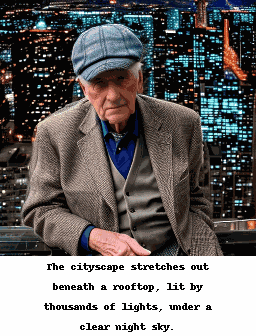 The cityscape stretches out
beneath a rooftop, lit by
thousands of lights, under a
clear night sky.